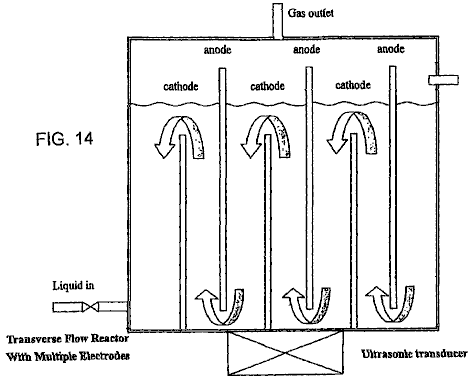 Gas outlet
anode anode anode
cathode cathode cathode
FIG. 14
Liquid in
Transverse Flow Reactor
With Multiple Electrodes
Ultrasonic transducer